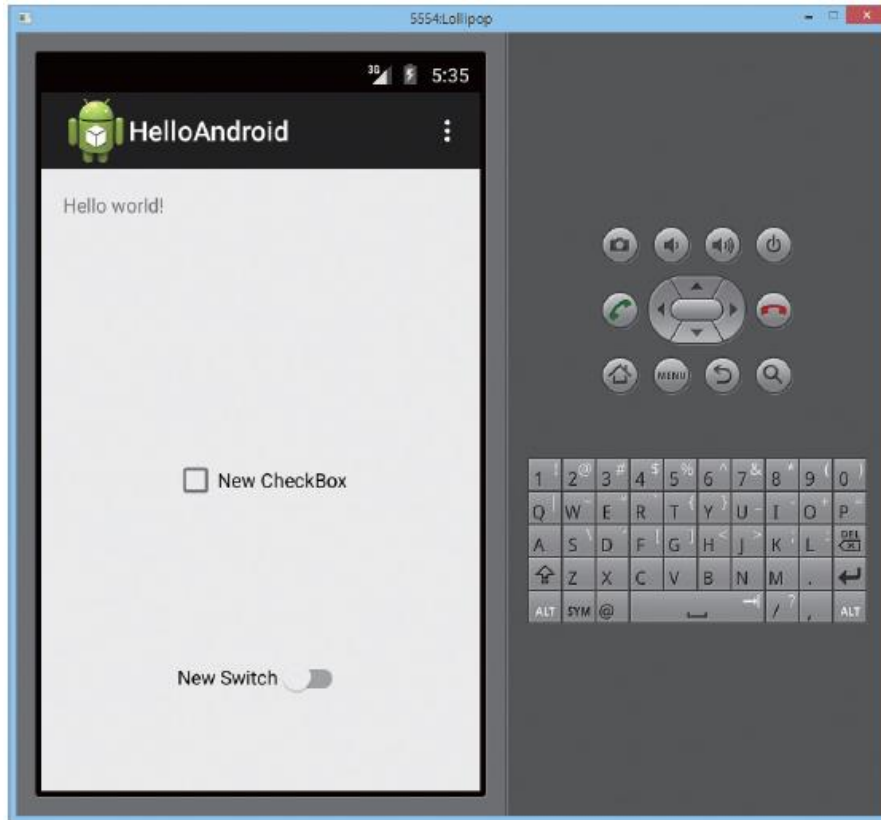 5554:Lollipop
3G 5:35
HelloAndroid
Hello world!
New CheckBox
New Switch
MENU
1 ! 2 @ 3 # 4 $ 5 % 6 ^ 7 & 8 * 9 ( 0 )
Q | W ~ E " R ` T { Y } U _ I - O + P =
A S \ D ' F [ G ] H < J > K ; L : DEL
Z X C V B N M .
ALT SYM @ / ? , ALT